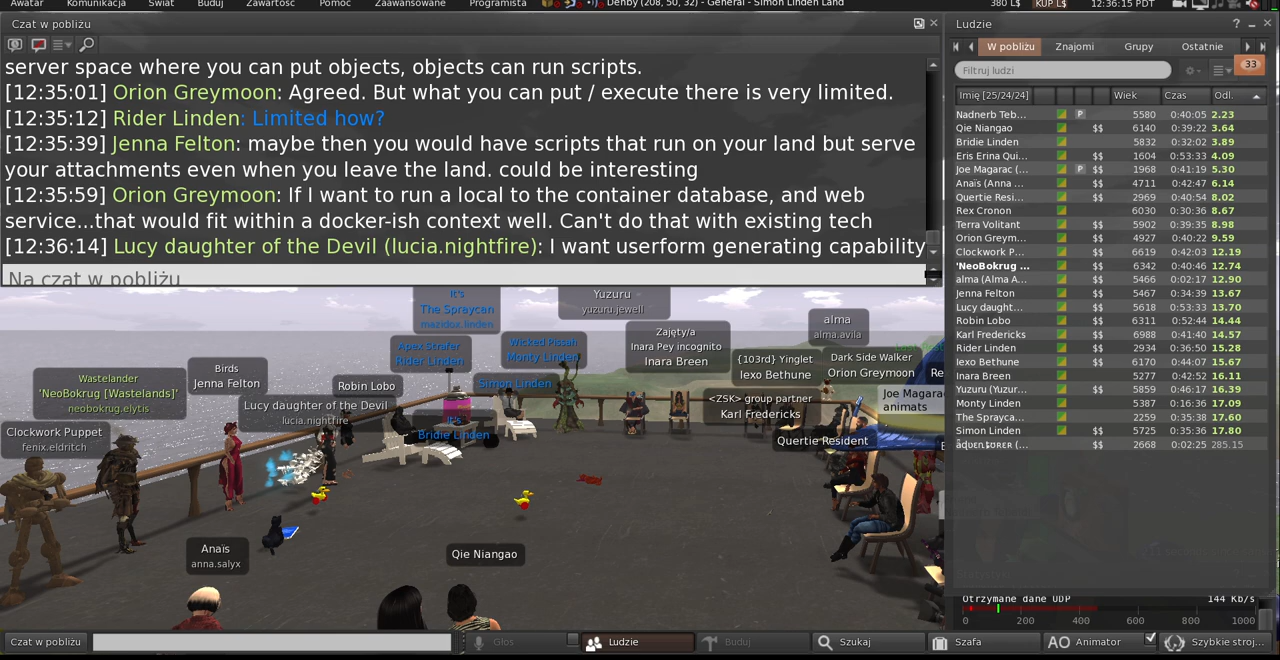 Awatar Komunikacja Świat Buduj Zawartość Pomoc Zaawansowane Programista Denby (208, 50, 32) - General - Simon Linden Land 380 L$ KUP L$ 12:36:15 PDT
Czat w pobliżu
server space where you can put objects, objects can run scripts.
[12:35:01] Orion Greymoon: Agreed. But what you can put / execute there is very limited.
[12:35:12] Rider Linden: Limited how?
[12:35:39] Jenna Felton: maybe then you would have scripts that run on your land but serve
your attachments even when you leave the land. could be interesting
[12:35:59] Orion Greymoon: If I want to run a local to the container database, and web
service...that would fit within a docker-ish context well. Can't do that with existing tech
[12:36:14] Lucy daughter of the Devil (lucia.nightfire): I want userform generating capability
Na czat w pobliżu
It's
The Spraycan
mazidox.linden
Yuzuru
yuzuru.jewell
alma
alma.avila
Apex Strafer
Rider Linden
Wicked Pissah
Monty Linden
Zajęty/a
Inara Pey incognito
Inara Breen
{103rd} Yinglet
Iexo Bethune
Dark Side Walker
Orion Greymoon
Re
Birds
Jenna Felton
Wastelander
'NeoBokrug [Wastelands]'
neobokrug.elytis
Robin Lobo
Simon Linden
Lucy daughter of the Devil
lucia.nightfire
It's
Bridie Linden
<ZSK> group partner
Karl Fredericks
Joe Magarac
animats
Clockwork Puppet
fenix.eldritch
Quertie Resident
Anaïs
anna.salyx
Qie Niangao
Ludzie
W pobliżu Znajomi Grupy Ostatnie
Filtruj ludzi
33
Imię [25/24/24] Wiek Czas Odl.
Nadnerb Teb... P 5580 0:40:05 2.23
Qie Niangao $$ 6140 0:39:22 3.64
Bridie Linden 5832 0:32:02 3.89
Eris Erina Qui... $$ 1604 0:53:33 4.09
Joe Magarac (... P $$ 1968 0:41:19 5.30
Anaïs (Anna ... $$ 4711 0:42:47 6.14
Quertie Resi... $$ 2969 0:40:54 8.02
Rex Cronon 6030 0:30:36 8.67
Terra Volitant $$ 5902 0:39:35 8.98
Orion Greym... $$ 4927 0:40:22 9.59
Clockwork P... $$ 6619 0:42:03 12.19
'NeoBokrug ... $$ 6342 0:40:46 12.74
alma (Alma A... $$ 5466 0:02:17 12.90
Jenna Felton $$ 5467 0:34:39 13.67
Lucy daught... $$ 5618 0:53:33 13.70
Robin Lobo $$ 6311 0:52:44 14.44
Karl Fredericks $$ 6988 0:41:40 14.57
Rider Linden $$ 2934 0:36:50 15.28
Iexo Bethune $$ 6170 0:44:07 15.67
Inara Breen 5277 0:42:52 16.11
Yuzuru (Yuzur... $$ 5859 0:46:17 16.39
Monty Linden 5387 0:16:36 17.09
The Sprayca... 2259 0:35:38 17.60
Simon Linden $$ 5725 0:35:36 17.80
$$ 2668 0:02:25 285.15
Otrzymane dane UDP 144 Kb/s
0 200 400 600 800 1000
Czat w pobliżu Głos Ludzie Buduj Szukaj Szafa AO Animator Szybkie stroj...